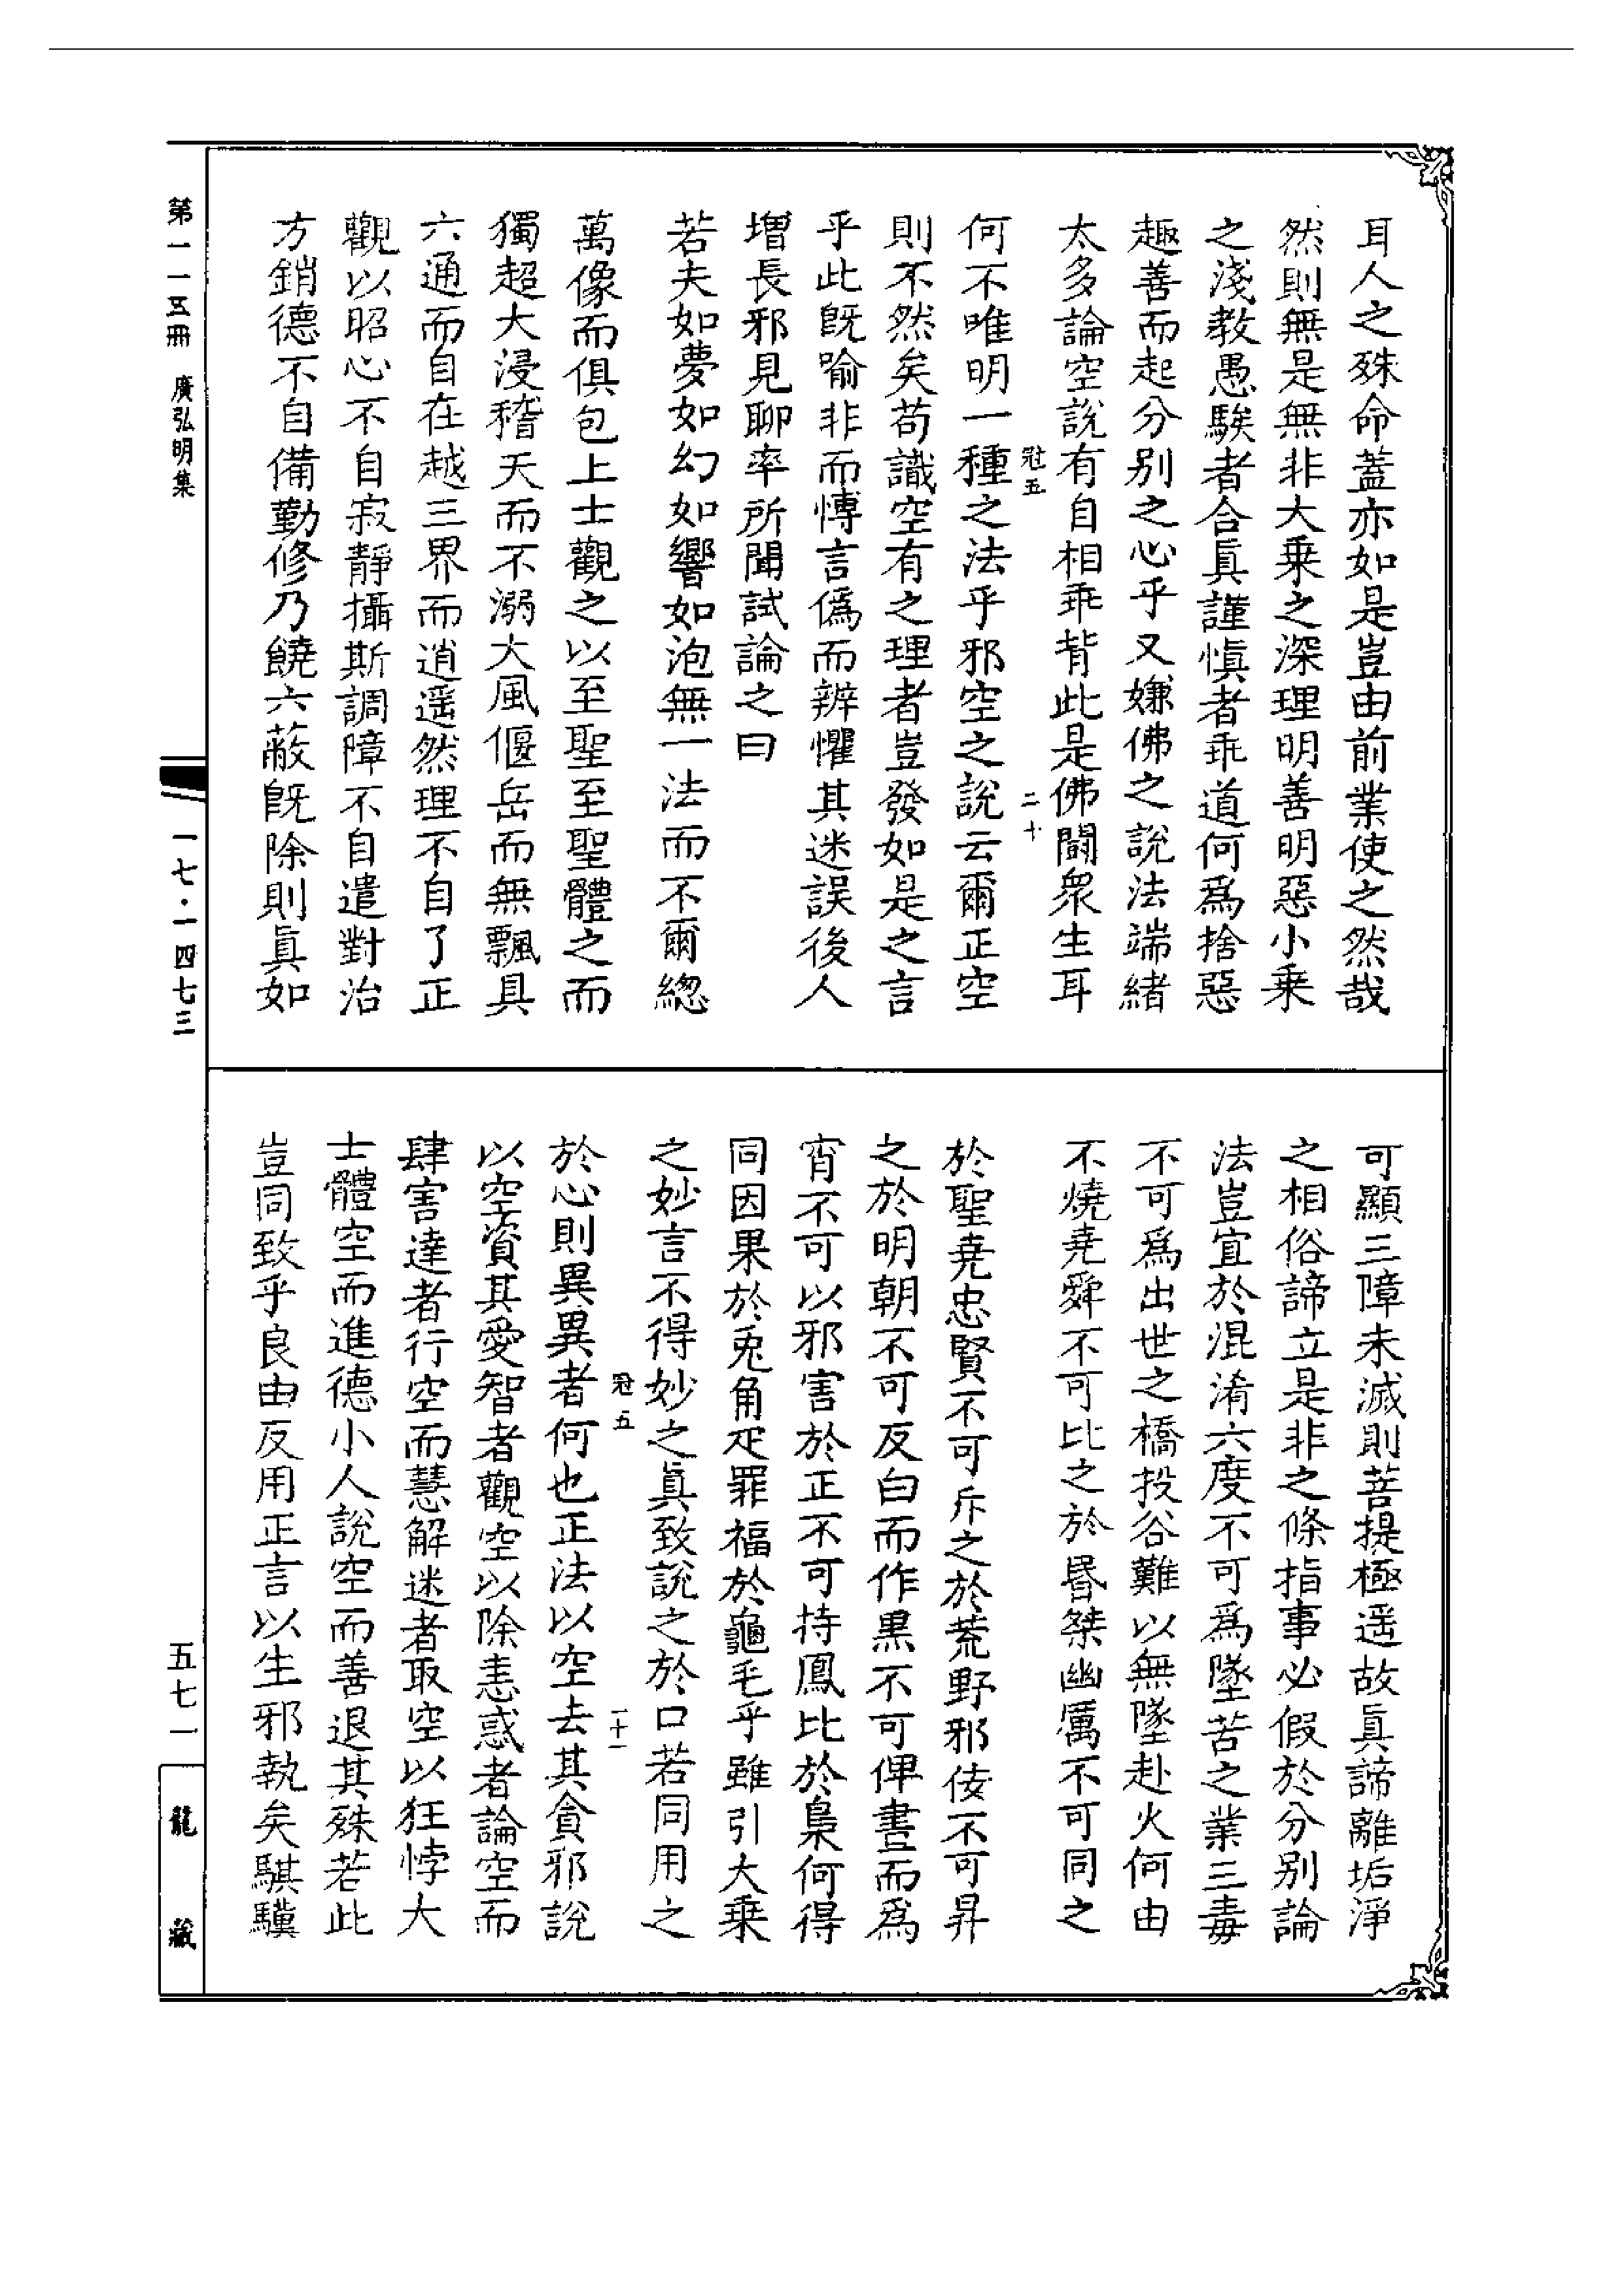 耳人之殊命蓋亦如是豈由前業使之然哉
然則無是無非大乗之深理明善明惡小乗
之淺教愚騃者合眞謹愼者乖道何爲捨惡
趣善而起分别之心乎又嫌佛之說法端緒
太多論空說有自相乖背此是佛闘衆生耳
冠五 二十
何不唯明一種之法乎邪空之說云爾正空
則不然矣苟識空有之理者豈發如是之言
乎此旣喻非而慱言僞而辨懼其迷誤後人
増長邪見聊率所聞試論之曰
若夫如夢如幻如響如泡無一法而不爾總
萬像而俱包上士觀之以至聖至聖體之而
獨超大浸稽天而不溺大風偃岳而無飄具
六通而自在越三界而逍遥然理不自了正
觀以昭心不自寂靜攝斯調障不自遣對治
方銷德不自備勤修乃饒六蔽旣除則眞如
可顯三障未滅則菩提極遥故眞諦離垢淨
之相俗諦立是非之條指事必假於分别論
法豈宜於混淆六度不可爲墜苦之業三毒
不可爲出世之橋投谷難以無墜赴火何由
不燒堯舜不可比之於昬桀幽厲不可同之
於聖堯忠賢不可斥之於荒野邪佞不可昇
之於明朝不可反白而作黒不可俾晝而爲
宵不可以邪害於正不可持鳳比於梟何得
同因果於兎角疋罪福於龜毛乎雖引大乗
之妙言不得妙之眞致說之於口若同用之
冠五 二十一
於心則異異者何也正法以空去其貪邪說
以空資其愛智者觀空以除恚惑者論空而
肆害達者行空而慧解迷者取空以狂悖大
士體空而進德小人說空而善退其殊若此
豈同致乎良由反用正言以生邪執矣騏驥
第一一五冊 廣弘明集
一七·一四七三
五七一
龍藏